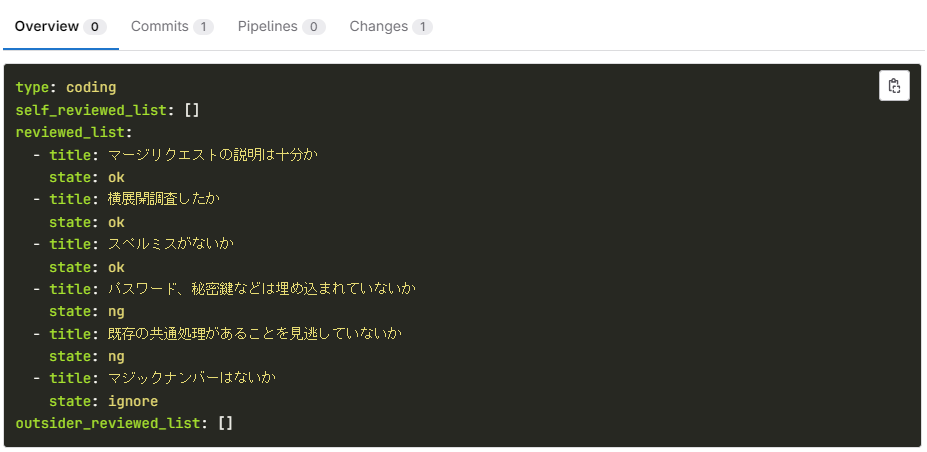 Overview 0 Commits 1 Pipelines 0 Changes 1
type: coding
self_reviewed_list: []
reviewed_list:
  - title: マージリクエストの説明は十分か
    state: ok
  - title: 横展開調査したか
    state: ok
  - title: スペルミスがないか
    state: ok
  - title: パスワード、秘密鍵などは埋め込まれていないか
    state: ng
  - title: 既存の共通処理があることを見逃していないか
    state: ng
  - title: マジックナンバーはないか
    state: ignore
outsider_reviewed_list: []